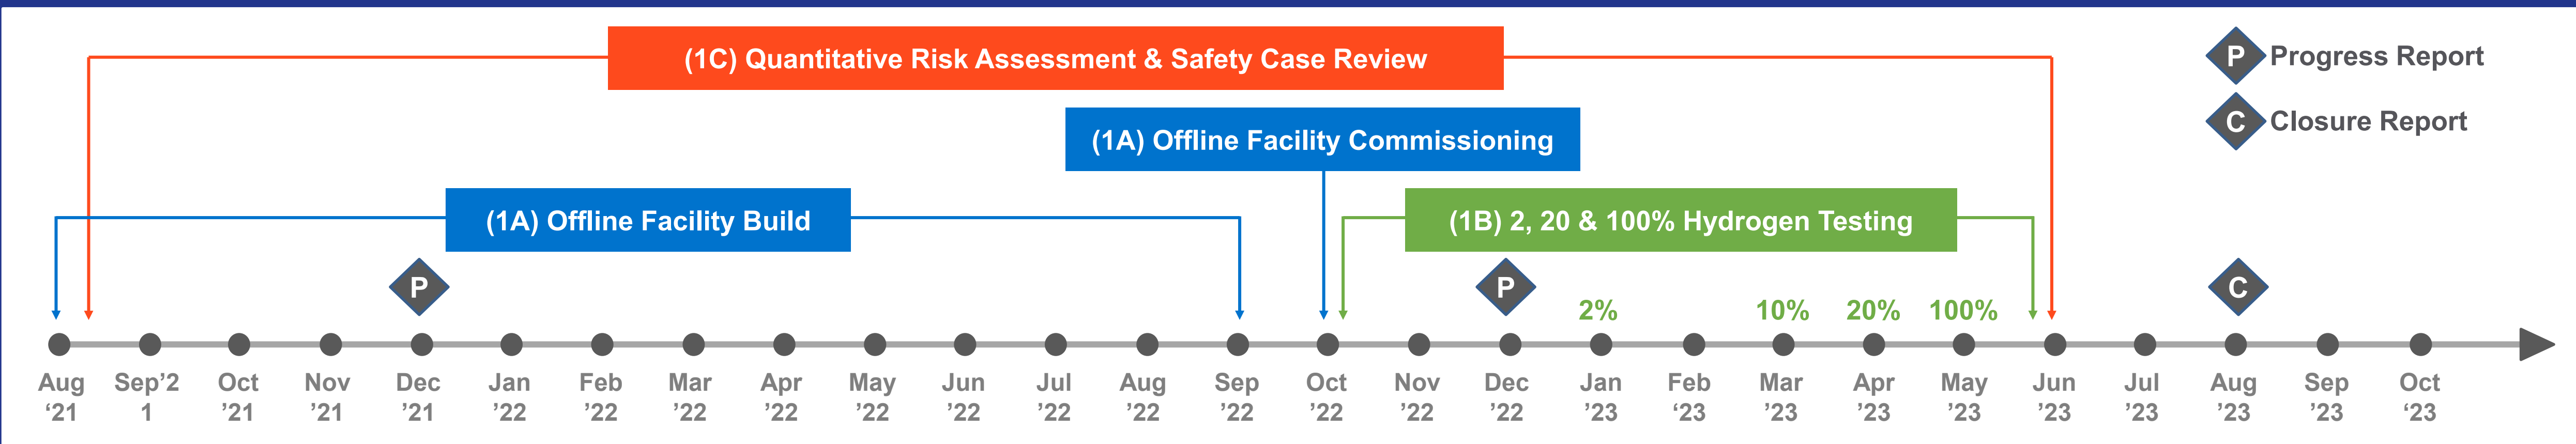 (1C) Quantitative Risk Assessment & Safety Case Review
P Progress Report
C Closure Report
(1A) Offline Facility Commissioning
(1A) Offline Facility Build
(1B) 2, 20 & 100% Hydrogen Testing
P
P
C
2%
10%
20%
100%
Aug
‘21
Sep’2
1
Oct
’21
Nov
’21
Dec
’21
Jan
’22
Feb
’22
Mar
’22
Apr
’22
May
’22
Jun
’22
Jul
’22
Aug
’22
Sep
’22
Oct
’22
Nov
’22
Dec
’22
Jan
’23
Feb
‘23
Mar
’23
Apr
’23
May
’23
Jun
’23
Jul
’23
Aug
’23
Sep
’23
Oct
‘23